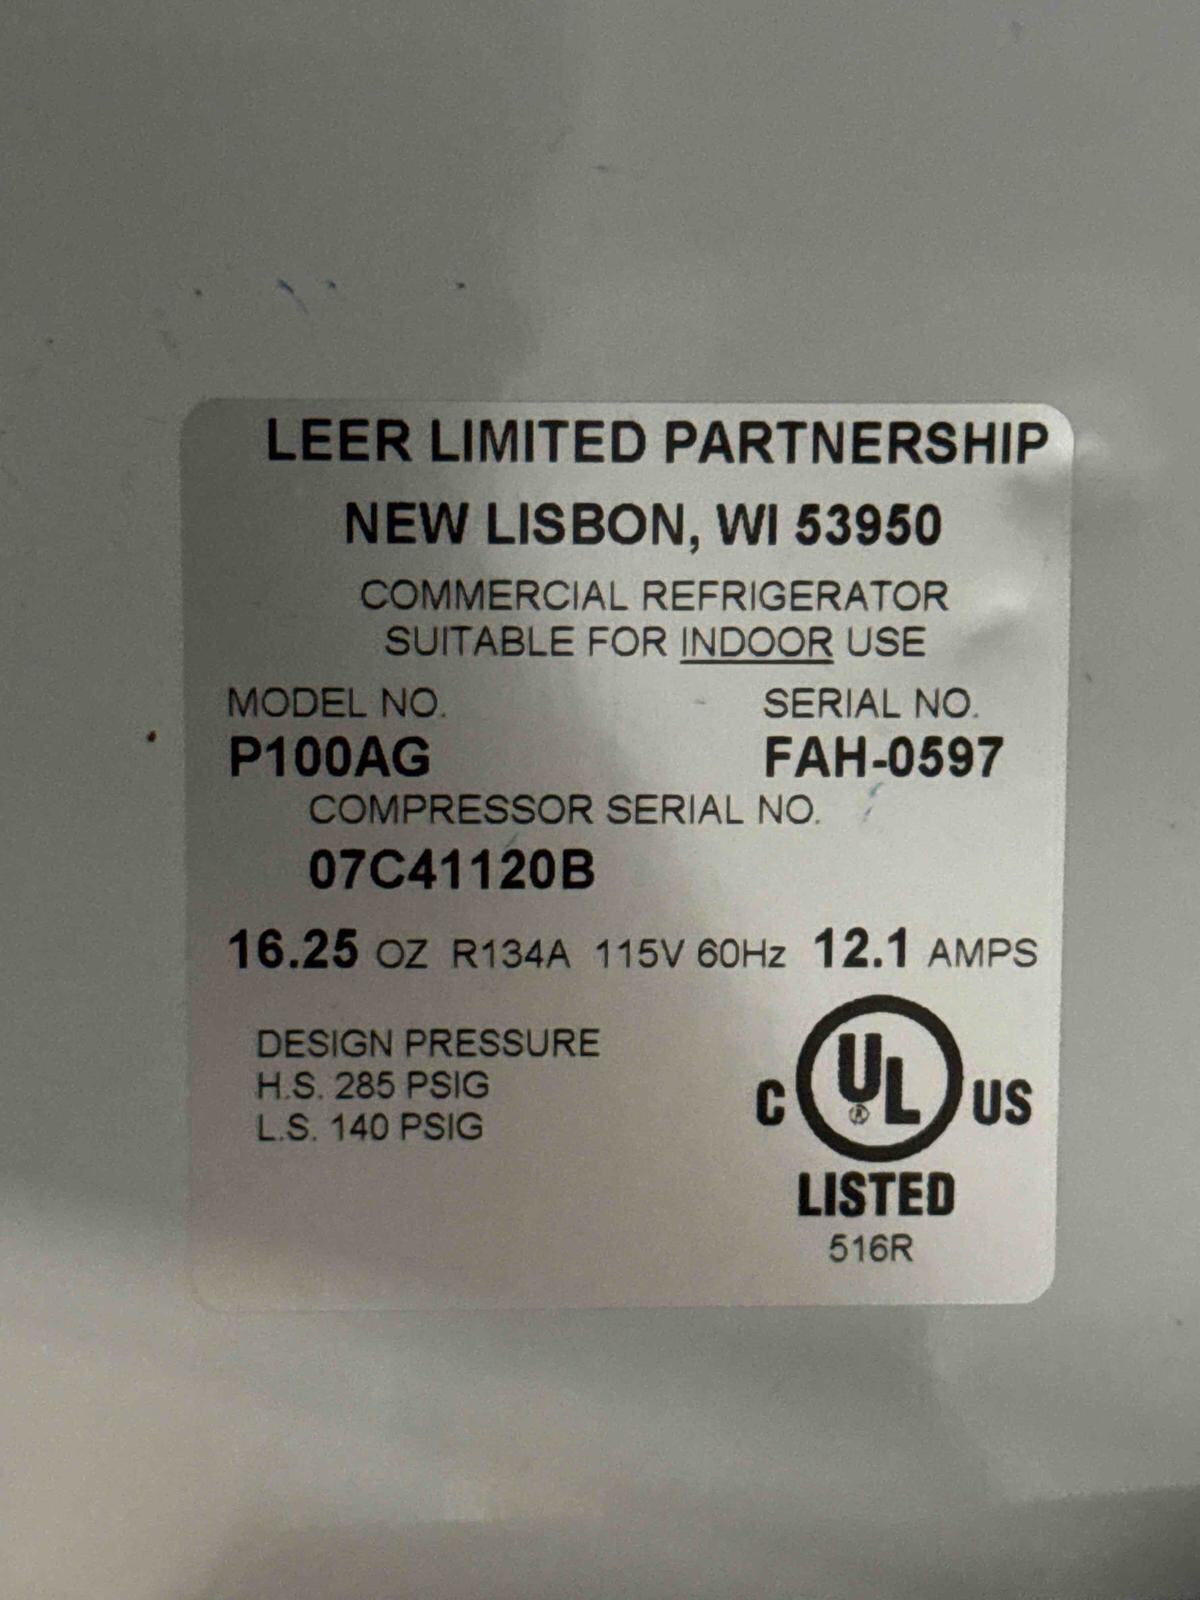 LEER LIMITED PARTNERSHIP
NEW LISBON, WI 53950
COMMERCIAL REFRIGERATOR
SUITABLE FOR INDOOR USE
MODEL NO. SERIAL NO.
P100AG FAH-0597
COMPRESSOR SERIAL NO.
07C41120B
16.25 OZ R134A 115V 60Hz 12.1 AMPS
DESIGN PRESSURE
H.S. 285 PSIG
L.S. 140 PSIG
C UL ® US
LISTED
516R